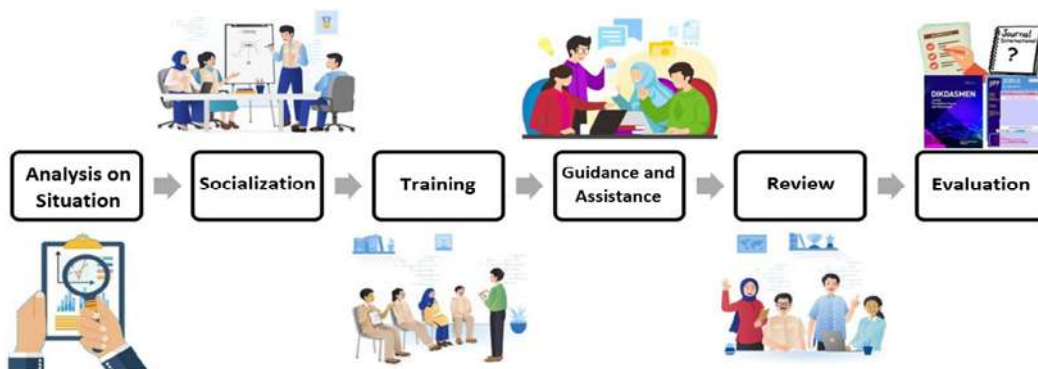 Journal
International
?
DIKDASMEN
Analysis on
Situation
Socialization
Training
Guidance and
Assistance
Review
Evaluation